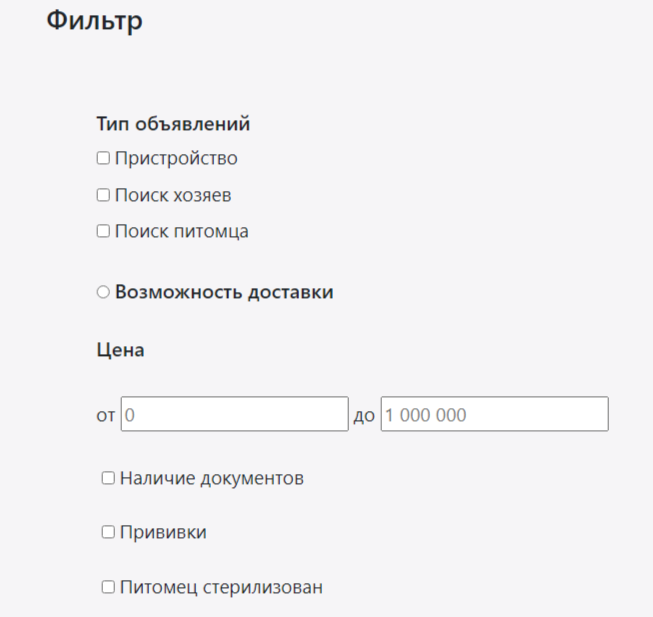 Фильтр
Тип объявлений
Пристройство
Поиск хозяев
Поиск питомца
Возможность доставки
Цена
от 0 до 1 000 000
Наличие документов
Прививки
Питомец стерилизован